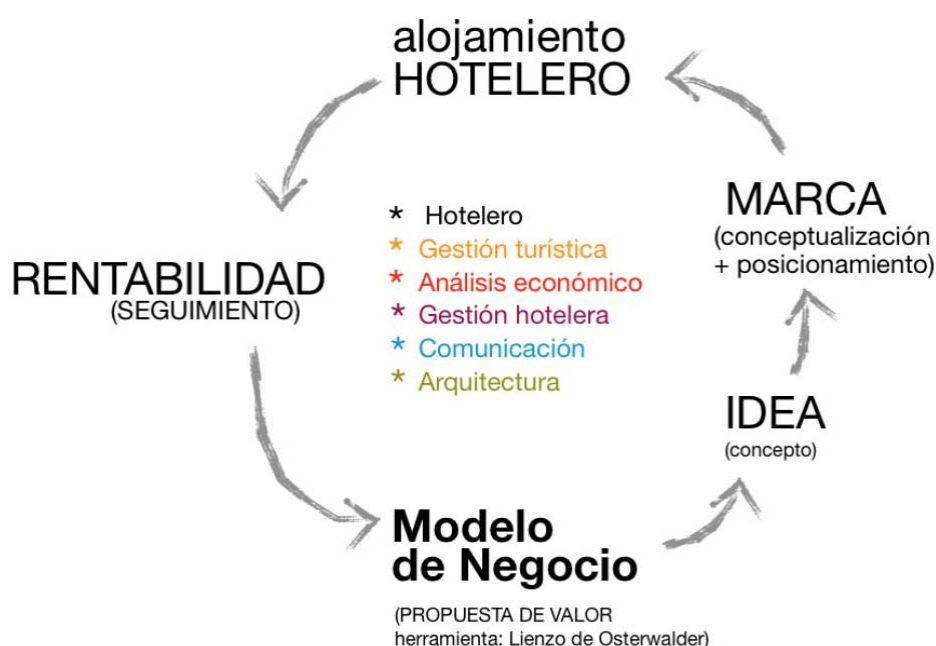 alojamiento
HOTELERO
MARCA
(conceptualización
+ posicionamiento)
* Hotelero
* Gestión turística
* Análisis económico
* Gestión hotelera
* Comunicación
* Arquitectura
RENTABILIDAD
(SEGUIMIENTO)
IDEA
(concepto)
Modelo
de Negocio
(PROPUESTA DE VALOR
herramienta: Lienzo de Osterwalder)